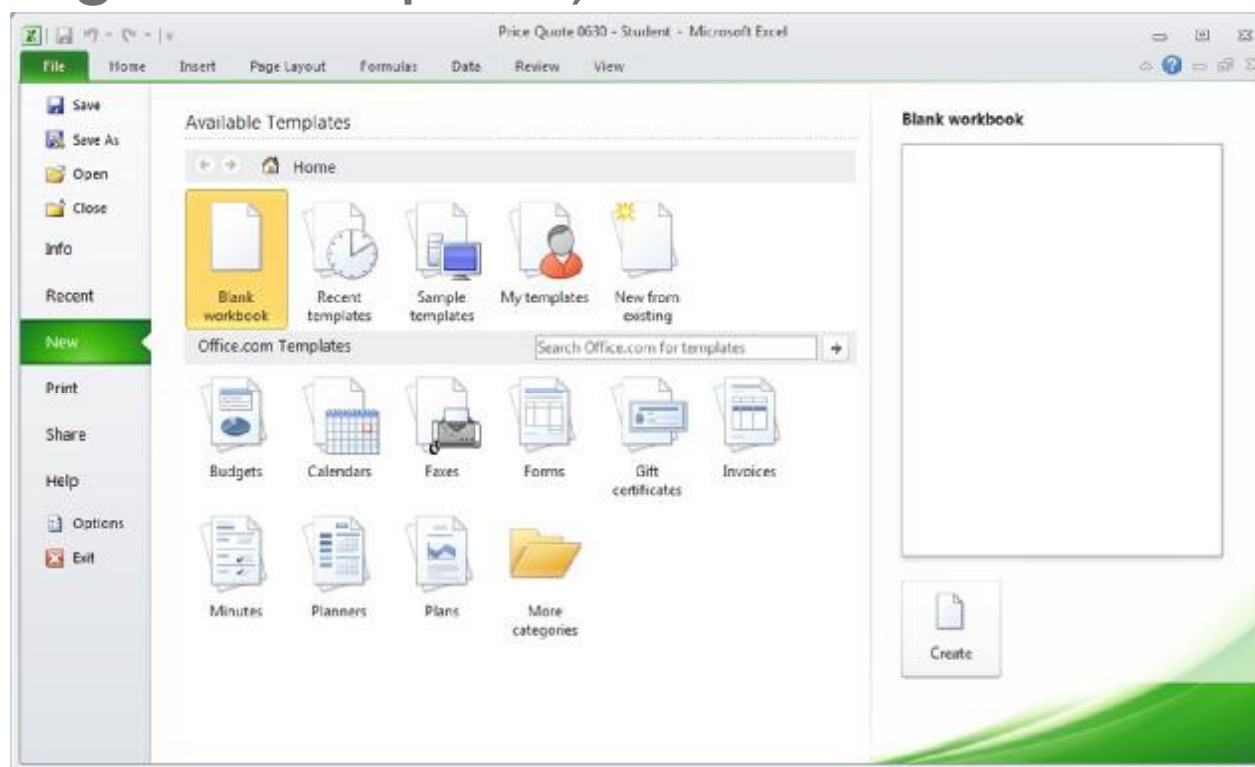 Price Quote 0630 - Student - Microsoft Excel
File Home Insert Page Layout Formulas Data Review View
Save
Save As
Open
Close
Info
Recent
New
Print
Share
Help
Options
Exit
Available Templates
Home
Blank workbook
Recent templates
Sample templates
My templates
New from existing
Office.com Templates
Search Office.com for templates
Budgets
Calendars
Faxes
Forms
Gift certificates
Invoices
Minutes
Planners
Plans
More categories
Blank workbook
Create